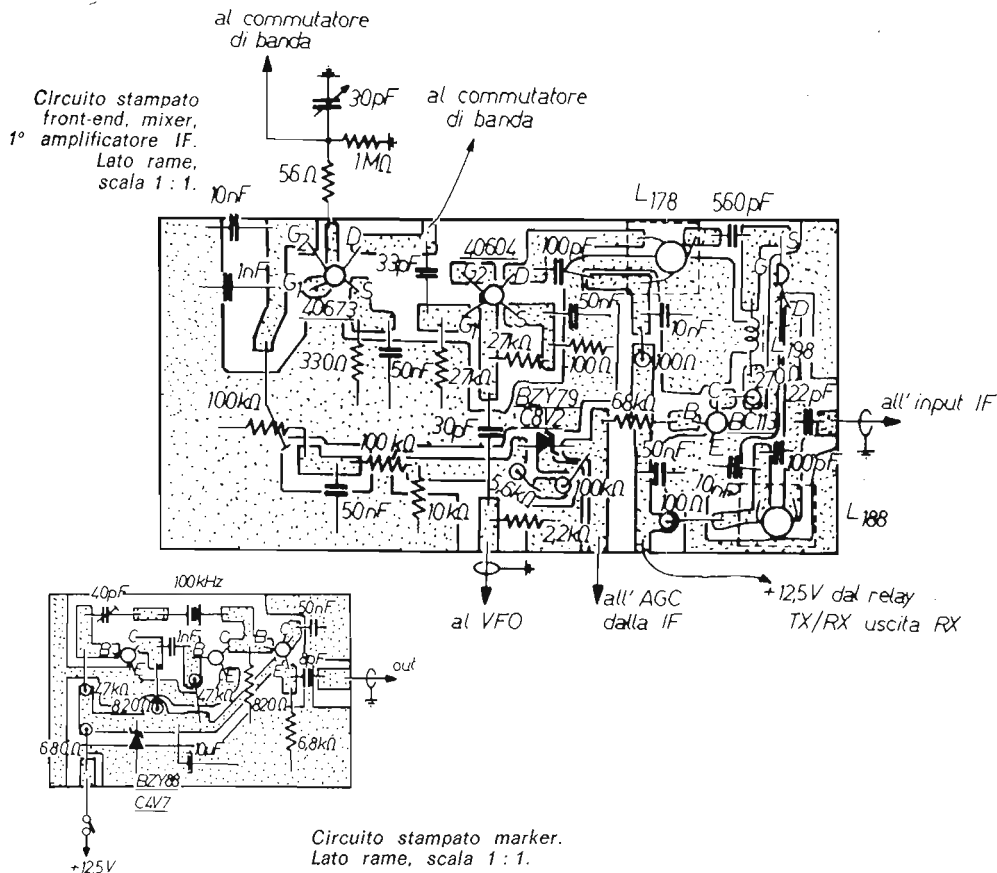 al commutatore
di banda
Circuito stampato
front-end, mixer,
1º amplificatore IF.
Lato rame,
scala 1 : 1.
30pF
1MΩ
56Ω
al commutatore
di banda
10nF
1nF
G2
D
G1
S
40673
33pF
330Ω
50nF
40604
G2
D
G1
S
100pF
27kΩ
27kΩ
50nF
100Ω
L178
560pF
10nF
100Ω
S
G
D
L198
270Ω
22pF
all'input IF
100kΩ
100kΩ
50nF
10kΩ
30pF
BZY79
C8V2
68kΩ
B
C
E
BC113
5,6kΩ
100kΩ
2,2kΩ
50nF
100Ω
10nF
100pF
L188
al VFO
all' AGC
dalla IF
+12,5V dal relay
TX/RX uscita RX
40pF
100kHz
50nF
B
C
E
1nF
B
C
E
B
C
E
8pF
out
47kΩ
820Ω
47kΩ
820Ω
6,8kΩ
680Ω
10µF
BZY88
C4V7
+12,5V
Circuito stampato marker.
Lato rame, scala 1 : 1.